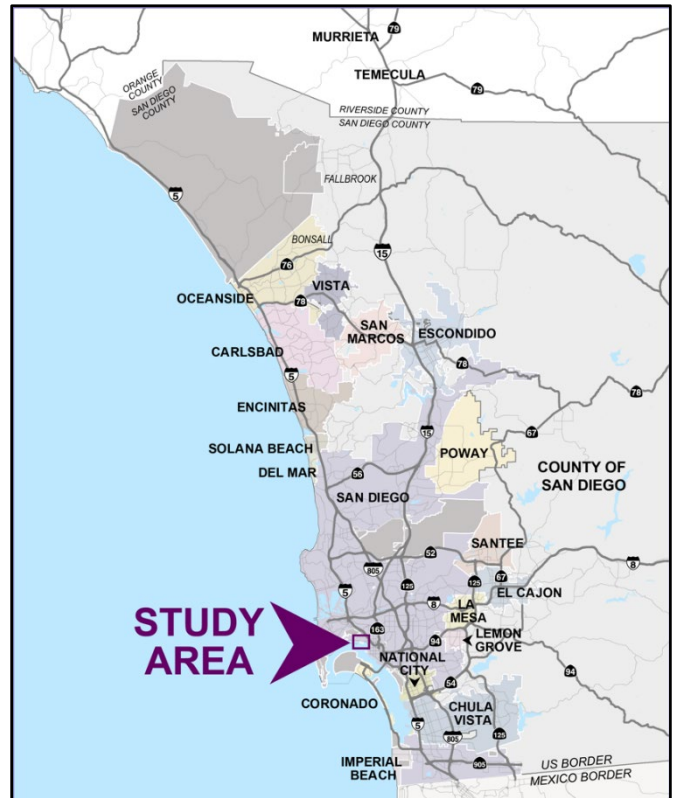 79
MURRIETA
TEMECULA
79
ORANGE COUNTY
SAN DIEGO COUNTY
RIVERSIDE COUNTY
SAN DIEGO COUNTY
FALLBROOK
5
15
BONSALL
76
VISTA
OCEANSIDE
78
SAN
MARCOS
ESCONDIDO
CARLSBAD
78
5
78
ENCINITAS
67
15
POWAY
SOLANA BEACH
COUNTY OF
SAN DIEGO
DEL MAR
56
SAN DIEGO
SANTEE
52
8
805
125
125
67
5
EL CAJON
8
LA
MESA
STUDY
AREA
163
94
LEMON
GROVE
NATIONAL
CITY
94
54
CORONADO
CHULA
VISTA
5
805
125
IMPERIAL
BEACH
905
US BORDER
MEXICO BORDER